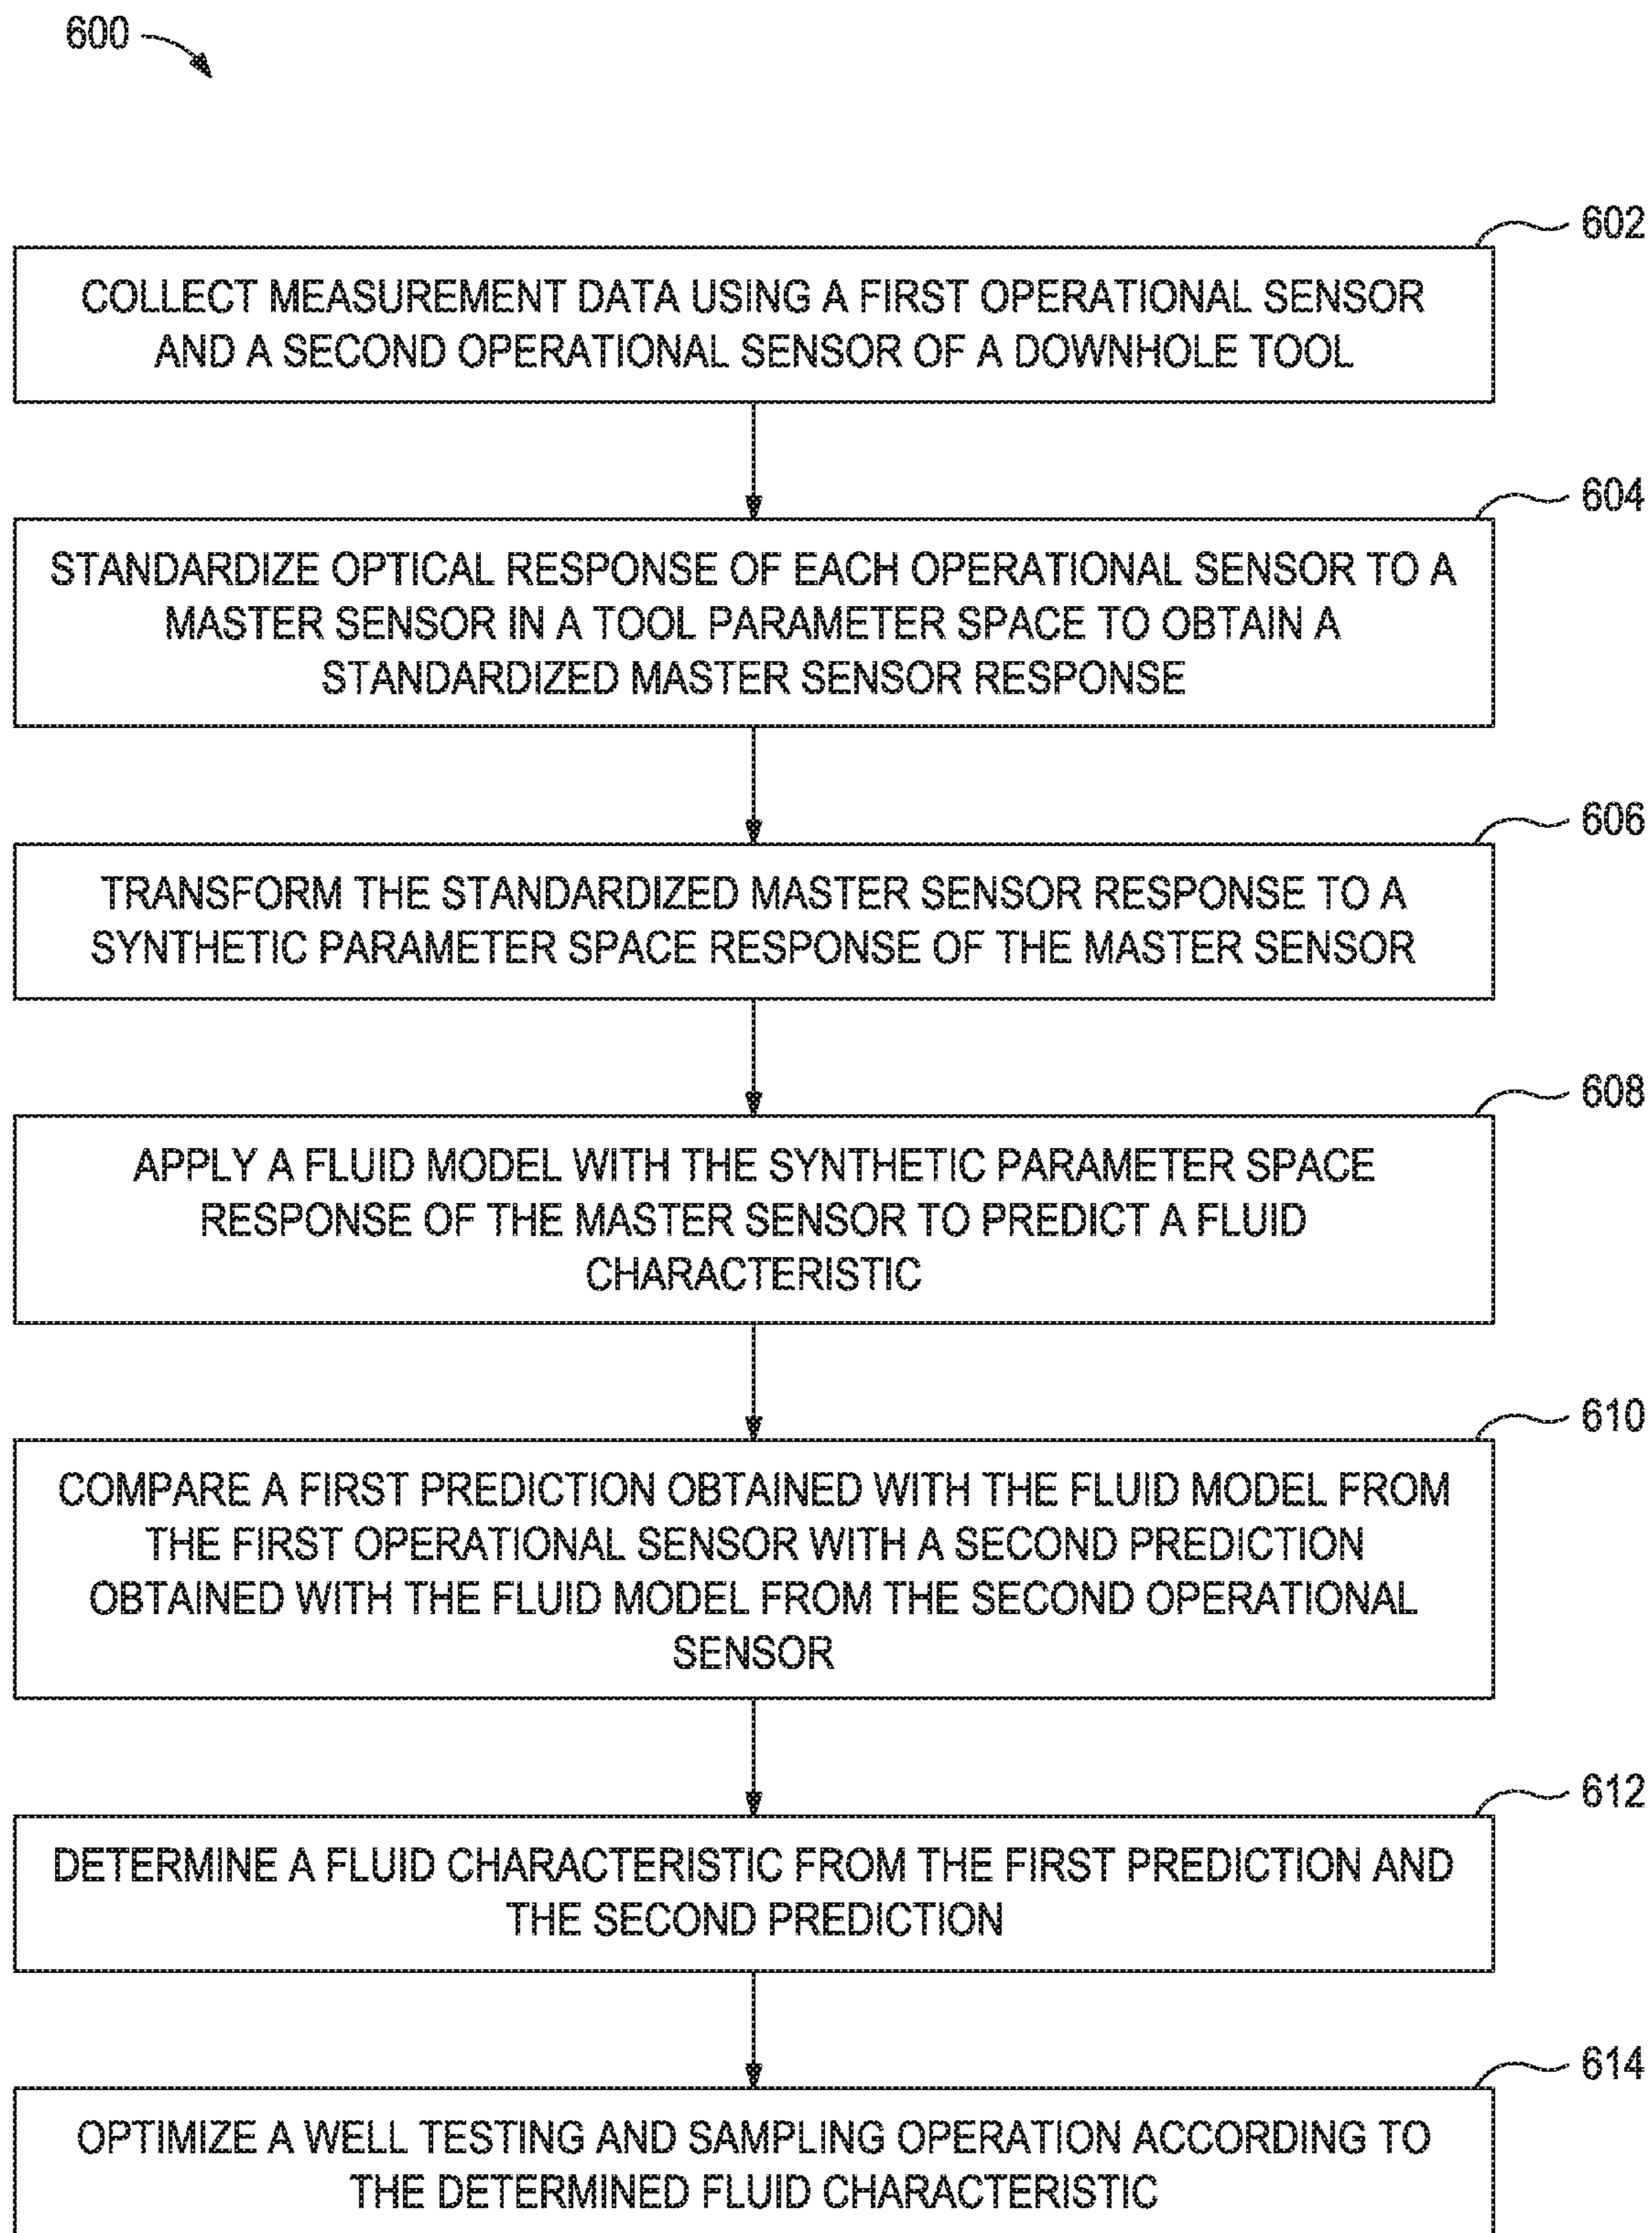 600
602
COLLECT MEASUREMENT DATA USING A FIRST OPERATIONAL SENSOR
AND A SECOND OPERATIONAL SENSOR OF A DOWNHOLE TOOL
604
STANDARDIZE OPTICAL RESPONSE OF EACH OPERATIONAL SENSOR TO A
MASTER SENSOR IN A TOOL PARAMETER SPACE TO OBTAIN A
STANDARDIZED MASTER SENSOR RESPONSE
606
TRANSFORM THE STANDARDIZED MASTER SENSOR RESPONSE TO A
SYNTHETIC PARAMETER SPACE RESPONSE OF THE MASTER SENSOR
608
APPLY A FLUID MODEL WITH THE SYNTHETIC PARAMETER SPACE
RESPONSE OF THE MASTER SENSOR TO PREDICT A FLUID
CHARACTERISTIC
610
COMPARE A FIRST PREDICTION OBTAINED WITH THE FLUID MODEL FROM
THE FIRST OPERATIONAL SENSOR WITH A SECOND PREDICTION
OBTAINED WITH THE FLUID MODEL FROM THE SECOND OPERATIONAL
SENSOR
612
DETERMINE A FLUID CHARACTERISTIC FROM THE FIRST PREDICTION AND
THE SECOND PREDICTION
614
OPTIMIZE A WELL TESTING AND SAMPLING OPERATION ACCORDING TO
THE DETERMINED FLUID CHARACTERISTIC